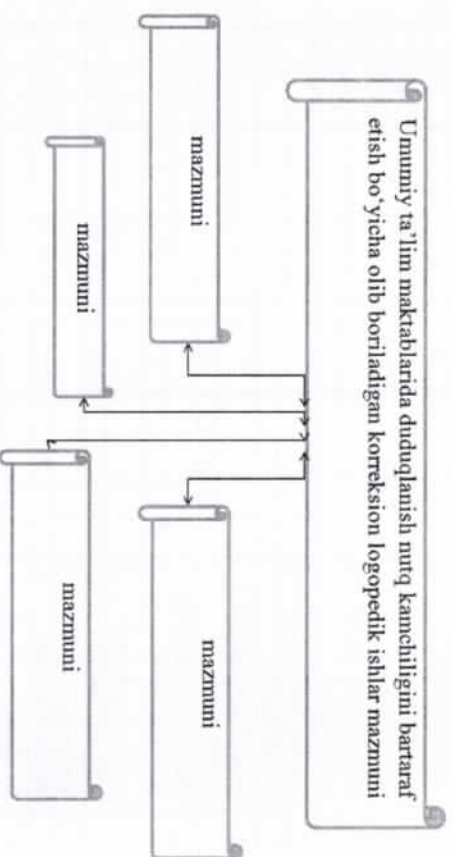 Umumiy ta’lim maktablarida duduqlanish nutq kamchiligini bartaraf
etish bo‘yicha olib boriladigan korreksion logopedik ishlar mazmuni
mazmuni
mazmuni
mazmuni
mazmuni